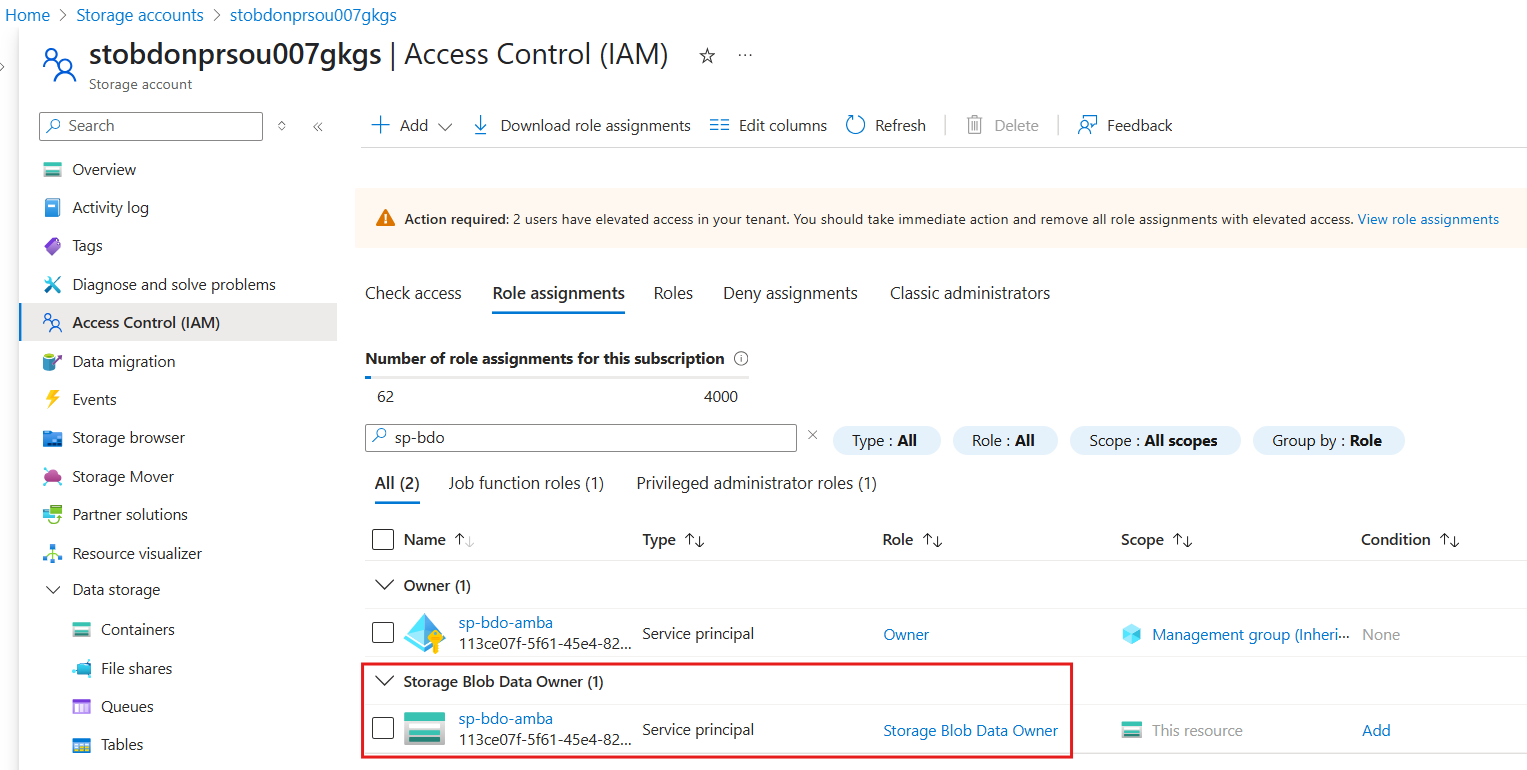 Home > Storage accounts > stobdonprsou007gkgs
stobdonprsou007gkgs | Access Control (IAM)
Storage account
Search
Add
Download role assignments
Edit columns
Refresh
Delete
Feedback
Overview
Activity log
Tags
Diagnose and solve problems
Access Control (IAM)
Data migration
Events
Storage browser
Storage Mover
Partner solutions
Resource visualizer
Data storage
Containers
File shares
Queues
Tables
Action required: 2 users have elevated access in your tenant. You should take immediate action and remove all role assignments with elevated access. View role assignments
Check access Role assignments Roles Deny assignments Classic administrators
Number of role assignments for this subscription
62 4000
sp-bdo
Type : All Role : All Scope : All scopes Group by : Role
All (2) Job function roles (1) Privileged administrator roles (1)
Name Type Role Scope Condition
Owner (1)
sp-bdo-amba
113ce07f-5f61-45e4-82...
Service principal Owner Management group (Inheri... None
Storage Blob Data Owner (1)
sp-bdo-amba
113ce07f-5f61-45e4-82...
Service principal Storage Blob Data Owner This resource Add